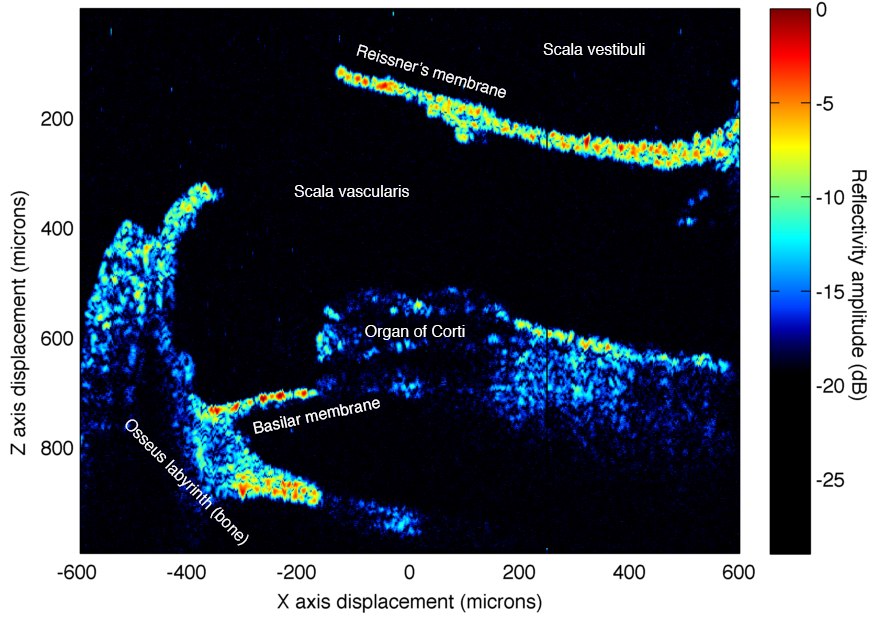 Reissner's membrane
Scala vestibuli
Scala vascularis
Organ of Corti
Basilar membrane
Osseus labyrinth (bone)
200
400
600
800
Z axis displacement (microns)
-600
-400
-200
0
200
400
600
X axis displacement (microns)
0
-5
-10
-15
-20
-25
Reflectivity amplitude (dB)